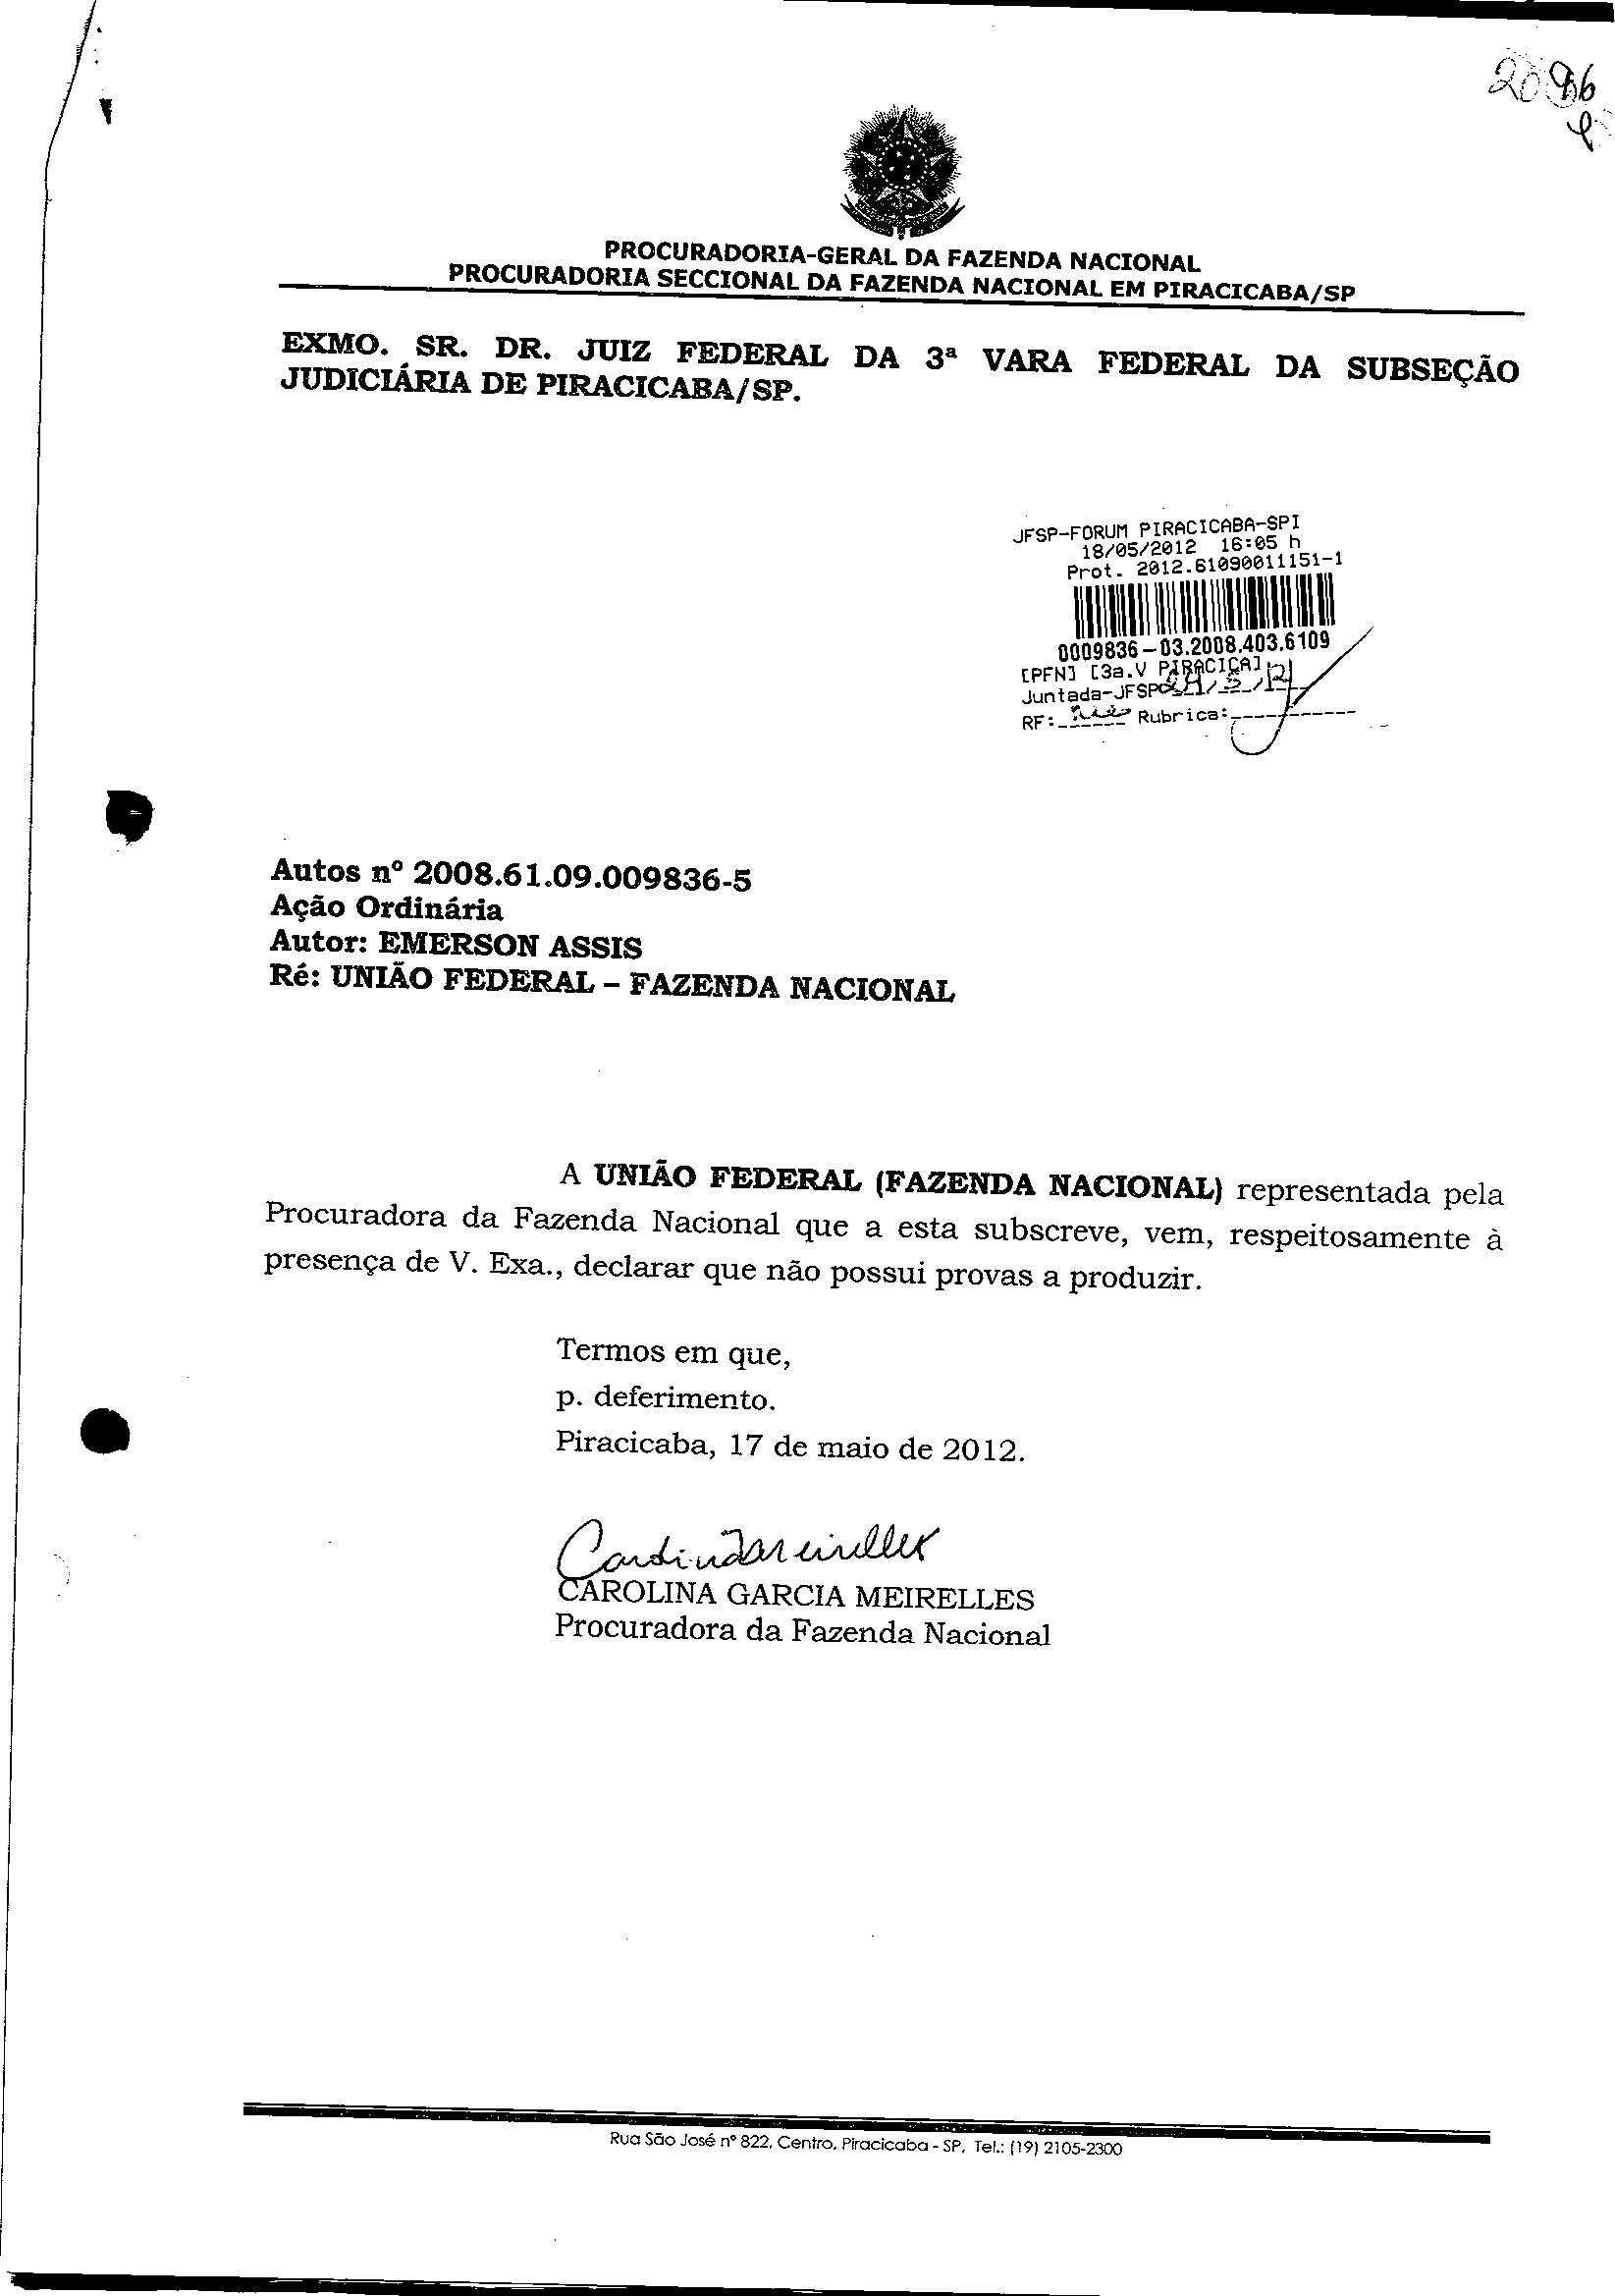 PROCURADORIA-GERAL DA FAZENDA NACIONAL
PROCURADORIA SECCIONAL DA FAZENDA NACIONAL EM PIRACICABA/SP
EXMO. SR. DR. JUIZ FEDERAL DA 3ª VARA FEDERAL DA SUBSEÇÃO
JUDICIÁRIA DE PIRACICABA/SP.
JFSP-FORUM PIRACICABA-SPI
18/05/2012 16:05 h
Prot. 2012.61090011151-1
0009836-03.2008.403.6109
[PFN] [3a.V PIRACICA]
Juntada-JFSP
RF: Rubrica:
Autos nº 2008.61.09.009836-5
Ação Ordinária
Autor: EMERSON ASSIS
Ré: UNIÃO FEDERAL – FAZENDA NACIONAL
A UNIÃO FEDERAL (FAZENDA NACIONAL) representada pela
Procuradora da Fazenda Nacional que a esta subscreve, vem, respeitosamente à
presença de V. Exa., declarar que não possui provas a produzir.
Termos em que,
p. deferimento.
Piracicaba, 17 de maio de 2012.
CAROLINA GARCIA MEIRELLES
Procuradora da Fazenda Nacional
Rua São José nº 822, Centro, Piracicaba - SP, Tel.: (19) 2105-2300